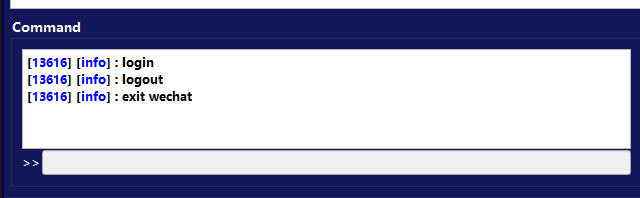 Command
[13616] [info] : login
[13616] [info] : logout
[13616] [info] : exit wechat
>>